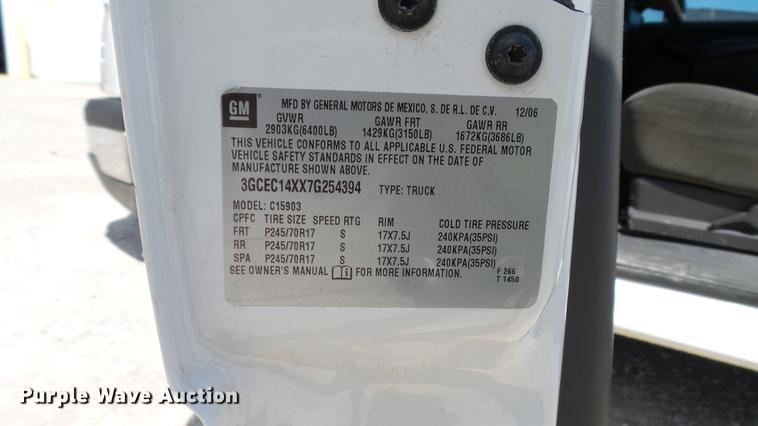 GM
MFD BY GENERAL MOTORS DE MEXICO, S. DE R.L. DE C.V. 12/06
GVWR GAWR FRT GAWR RR
2903KG(6400LB) 1429KG(3150LB) 1672KG(3686LB)
THIS VEHICLE CONFORMS TO ALL APPLICABLE U.S. FEDERAL MOTOR
VEHICLE SAFETY STANDARDS IN EFFECT ON THE DATE OF
MANUFACTURE SHOWN ABOVE.
3GCEC14XX7G254394 TYPE: TRUCK
MODEL: C15903
CPFC TIRE SIZE SPEED RTG RIM COLD TIRE PRESSURE
FRT P245/70R17 S 17X7.5J 240KPA(35PSI)
RR P245/70R17 S 17X7.5J 240KPA(35PSI)
SPA P245/70R17 S 17X7.5J 240KPA(35PSI)
SEE OWNER'S MANUAL FOR MORE INFORMATION.
F 266
T 1450
Purple Wave Auction